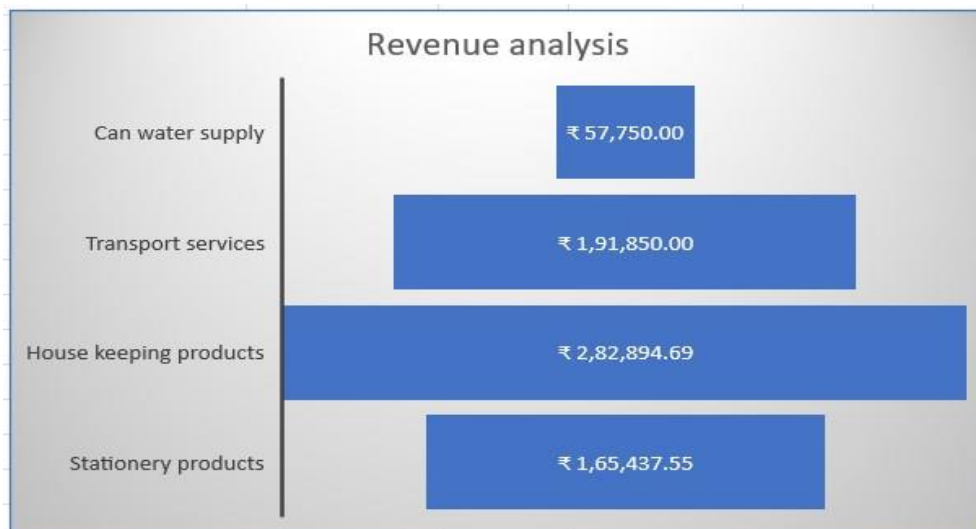 Revenue analysis
Can water supply ₹ 57,750.00
Transport services ₹ 1,91,850.00
House keeping products ₹ 2,82,894.69
Stationery products ₹ 1,65,437.55